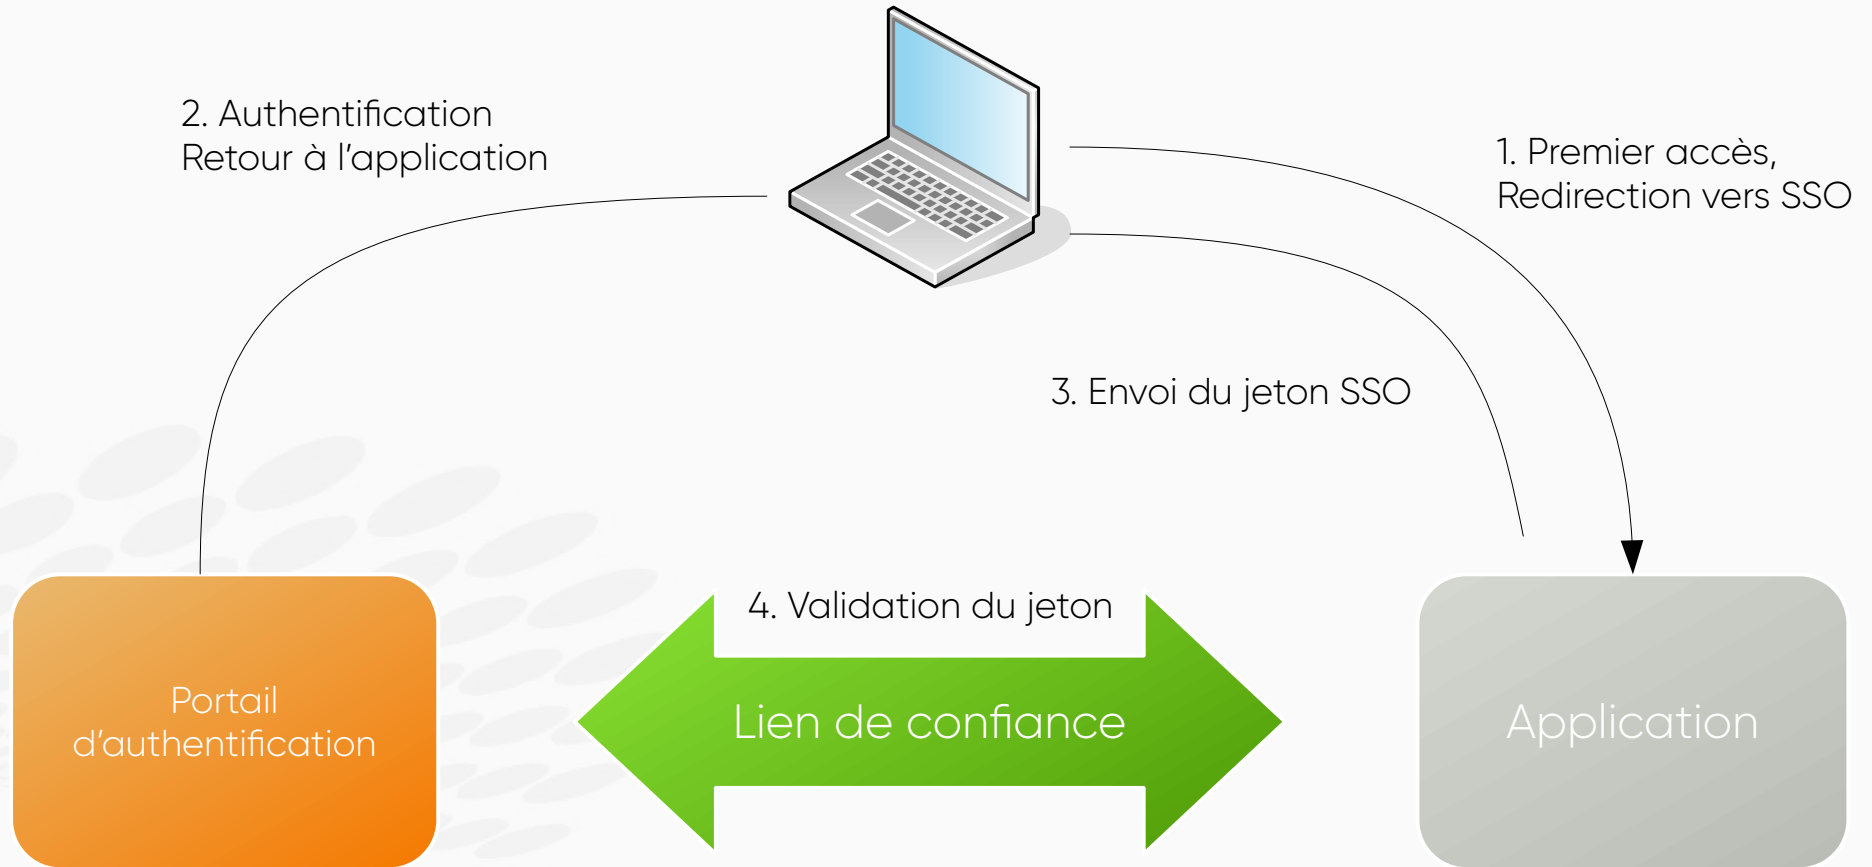 2. Authentification
Retour à l’application
1. Premier accès,
Redirection vers SSO
3. Envoi du jeton SSO
4. Validation du jeton
Portail
d’authentification
Lien de confiance
Application